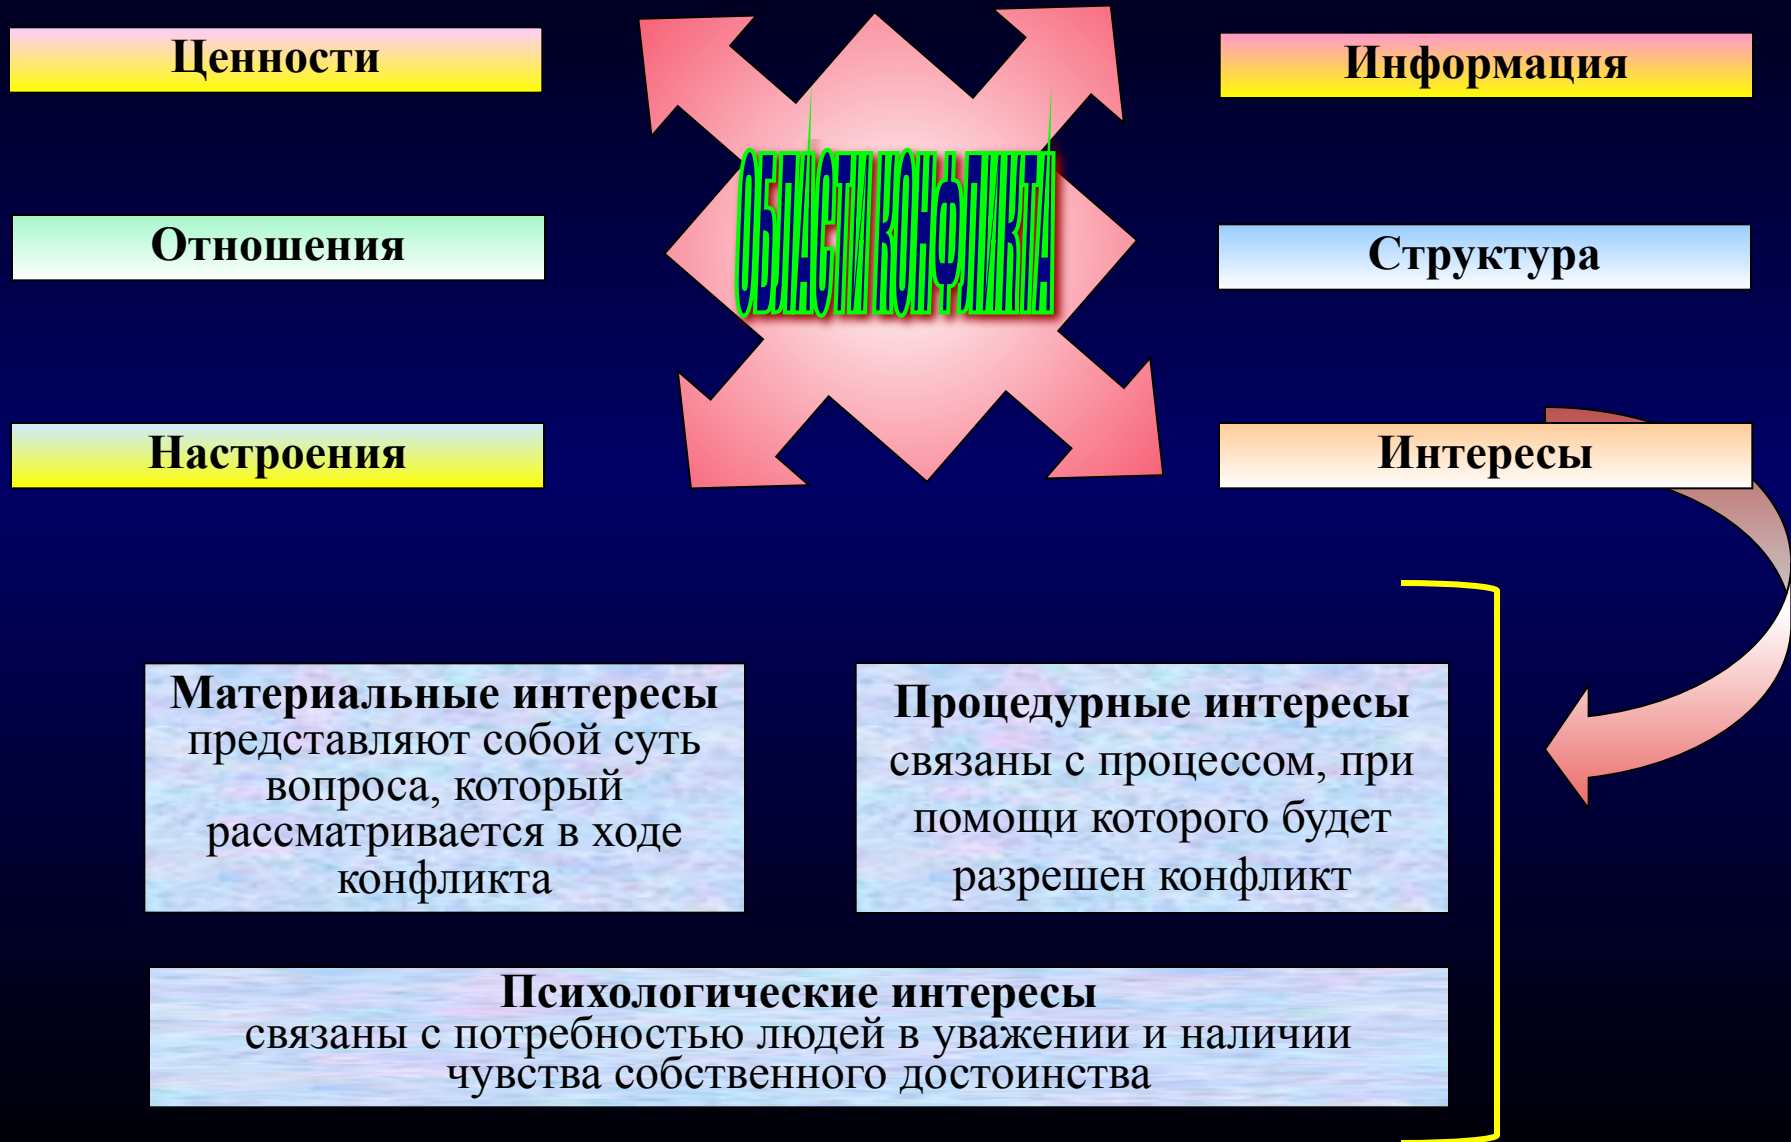 Ценности
Информация
ОБЛАСТИ КОНФЛИКТА
Отношения
Структура
Настроения
Интересы
Материальные интересы
представляют собой суть
вопроса, который
рассматривается в ходе
конфликта
Процедурные интересы
связаны с процессом, при
помощи которого будет
разрешен конфликт
Психологические интересы
связаны с потребностью людей в уважении и наличии
чувства собственного достоинства